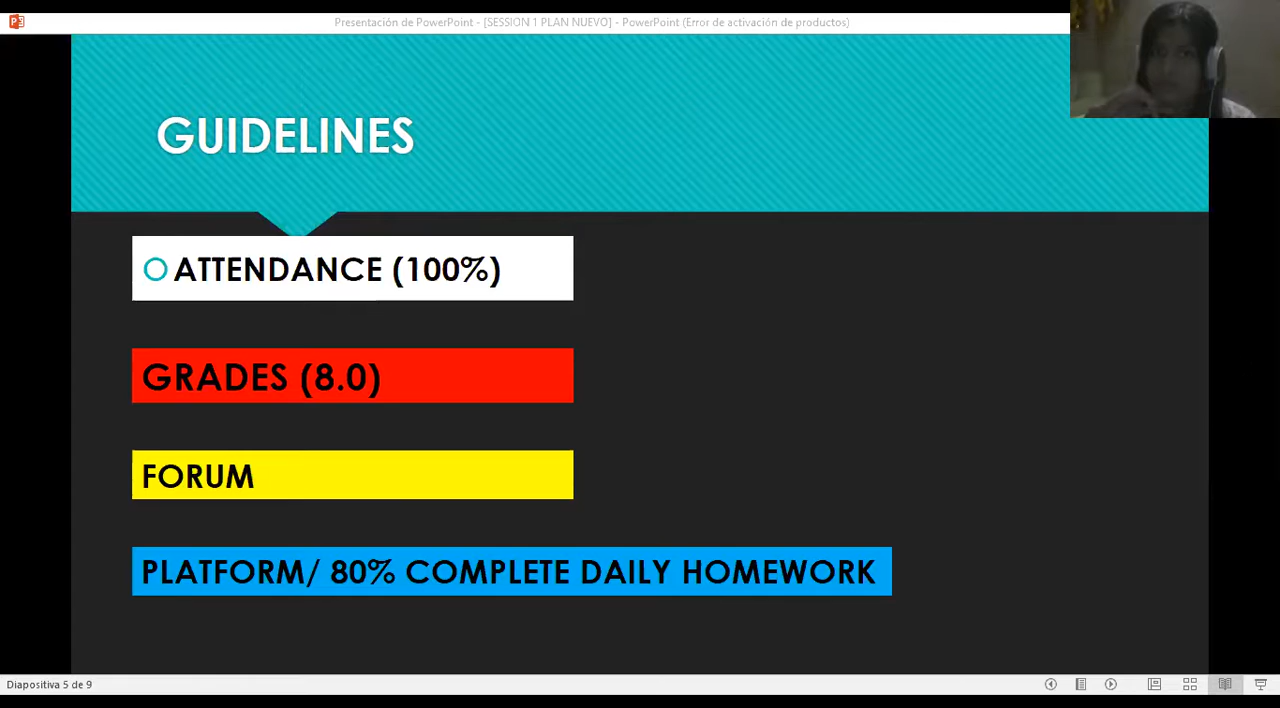 Presentación de PowerPoint - [SESSION 1 PLAN NUEVO] - PowerPoint (Error de activación de productos)
GUIDELINES
ATTENDANCE (100%)
GRADES (8.0)
FORUM
PLATFORM/ 80% COMPLETE DAILY HOMEWORK
Diapositiva 5 de 9